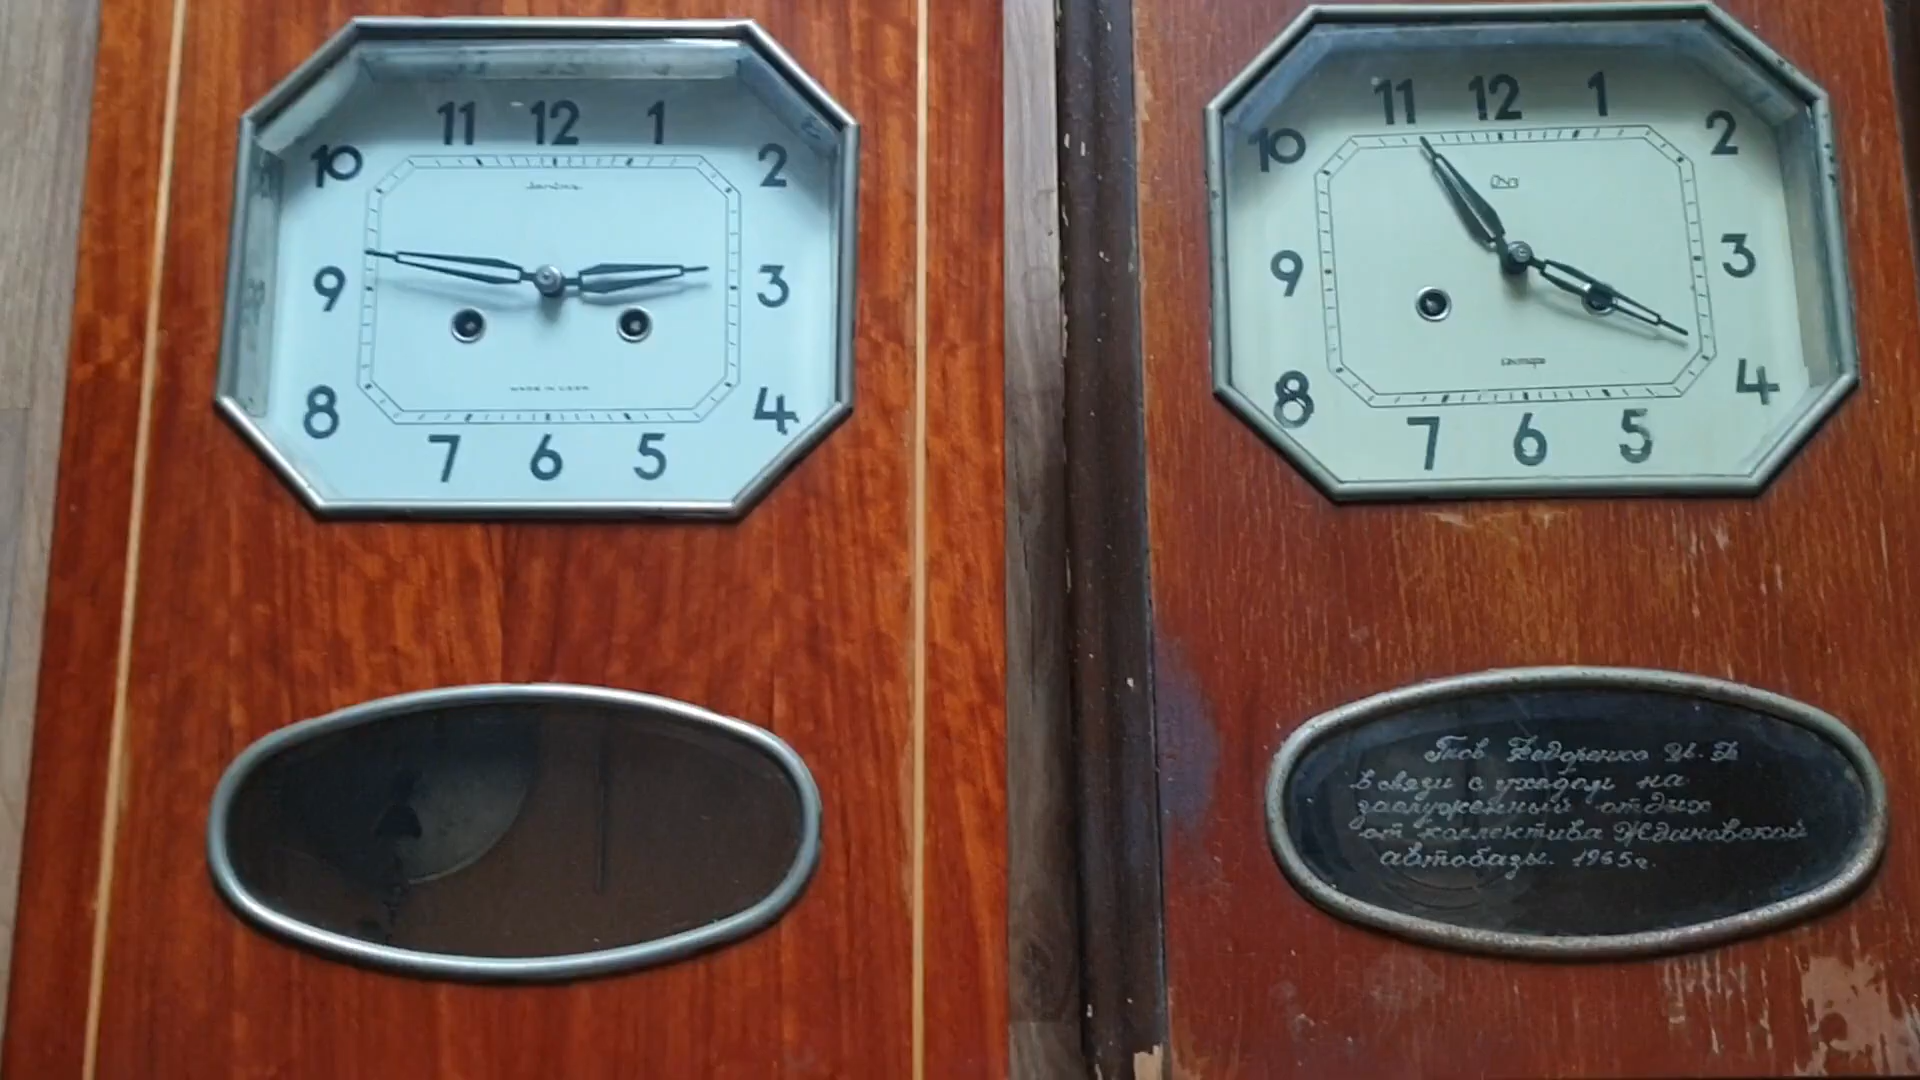 11 12 1
10 2
9 3
8 4
7 6 5
MADE IN USSR
11 12 1
10 2
9 3
8 4
7 6 5
Янтарь
Тов Федоренко И. Ф
в связи с уходом на
заслуженный отдых
от коллектива Ждановской
автобазы. 1965г.